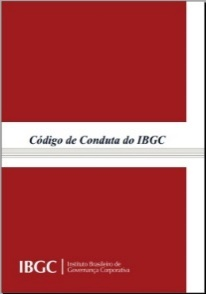 Código de Conduta do IBGC
IBGC
Instituto Brasileiro de
Governança Corporativa